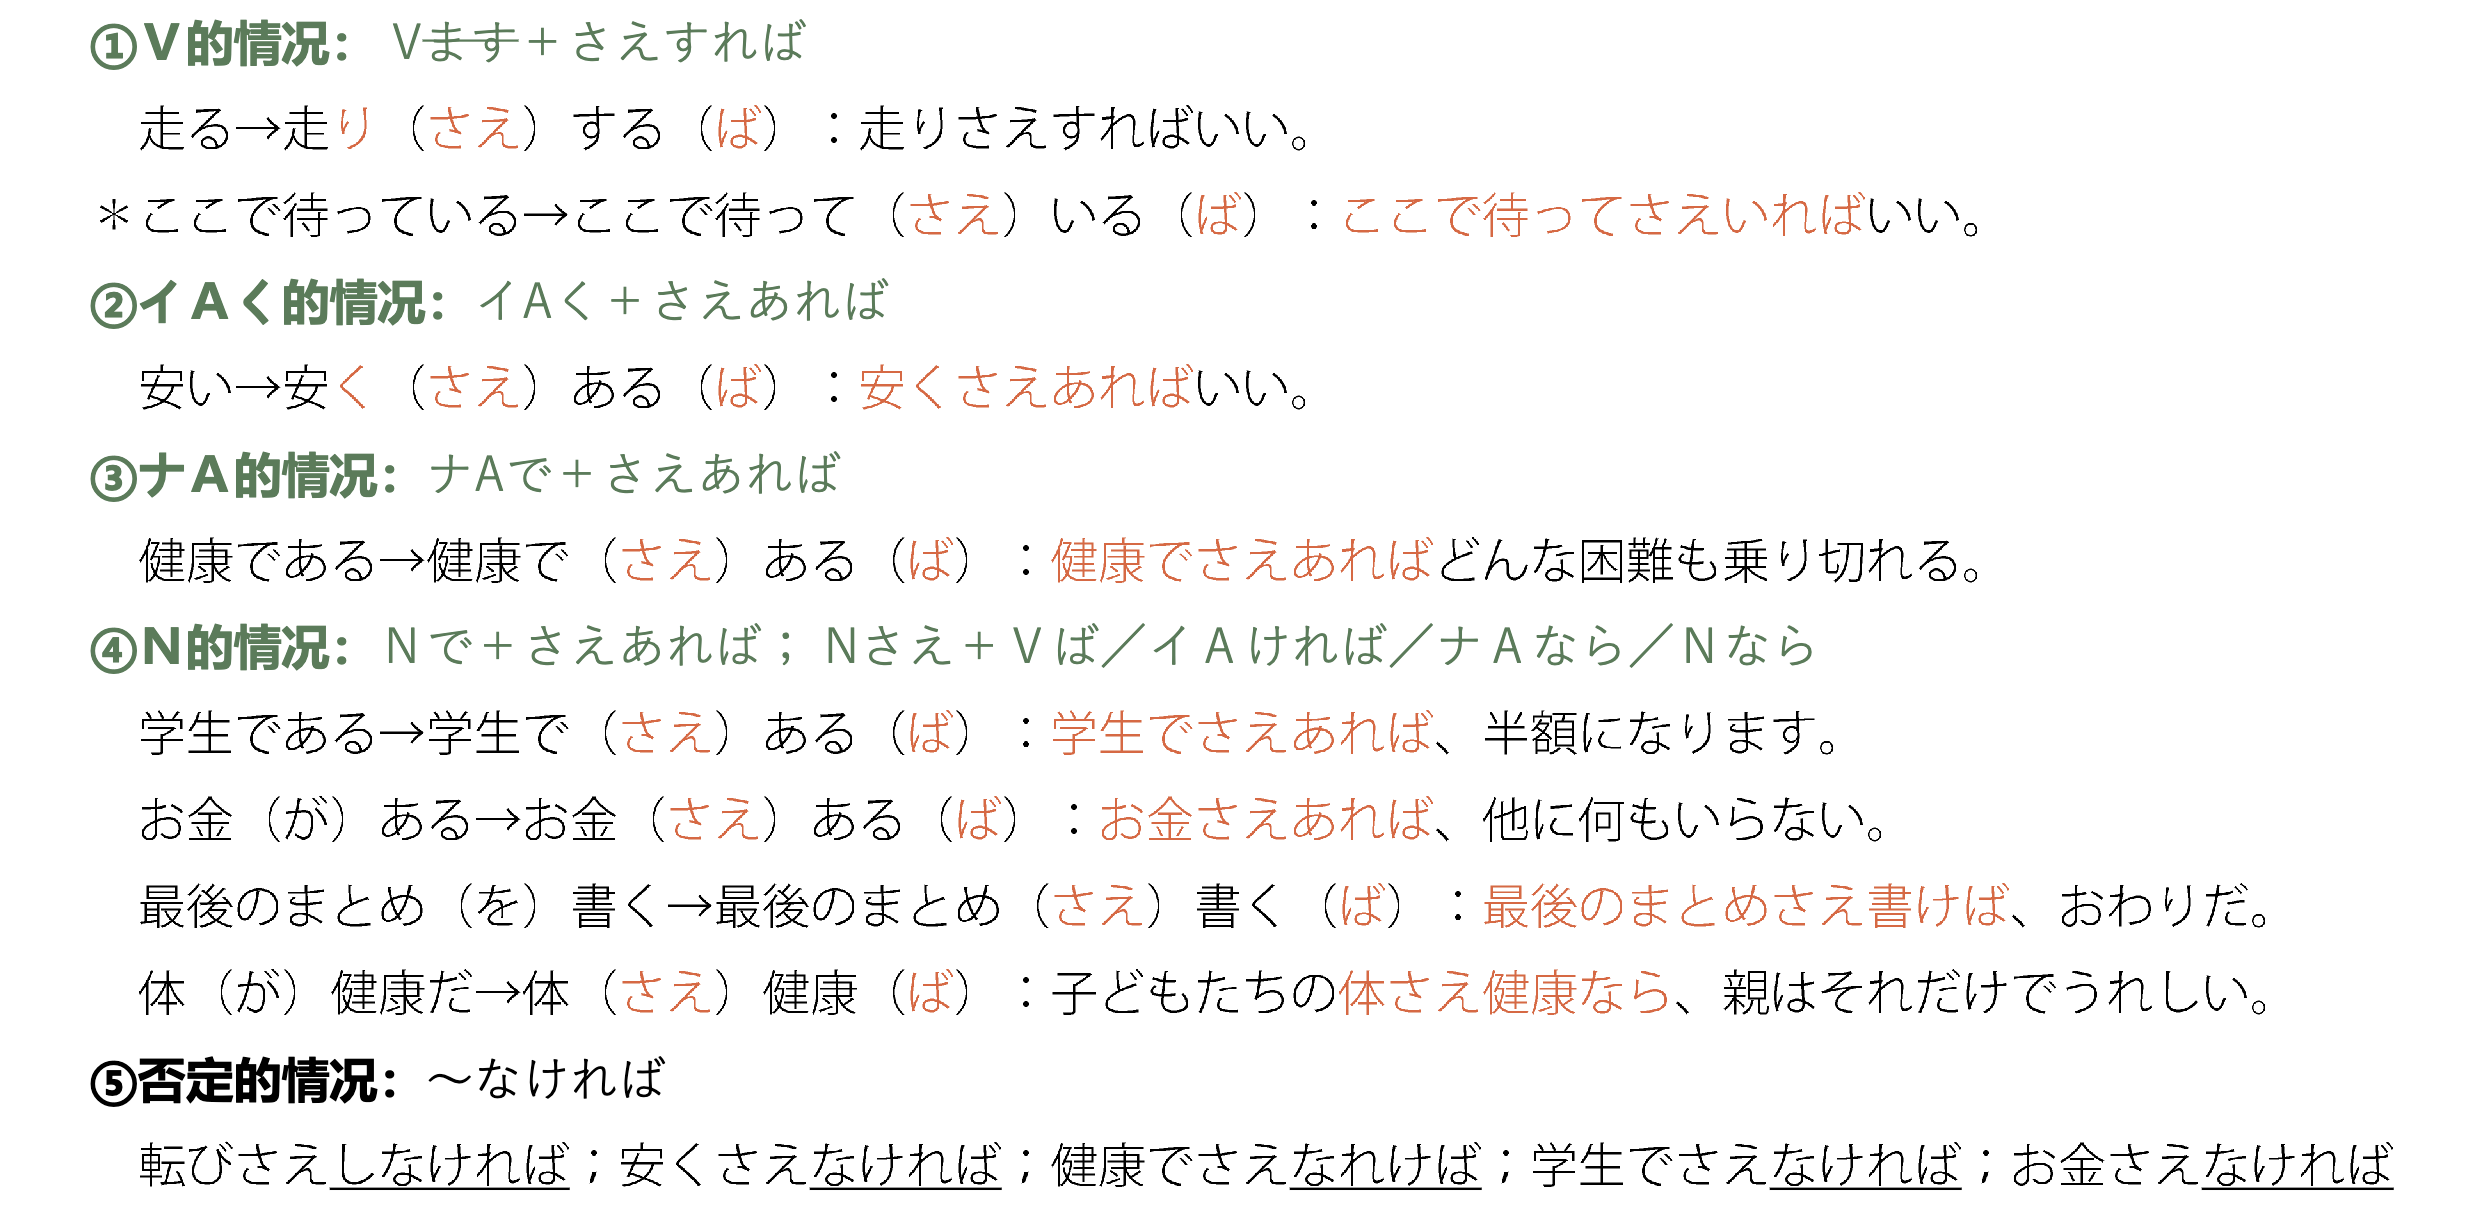 ①V的情况： Vます＋さえすれば
走る→走り（さえ）する（ば）：走りさえすればいい。
＊ここで待っている→ここで待って（さえ）いる（ば）：ここで待ってさえいればいい。
②イAく的情况：イAく＋さえあれば
安い→安く（さえ）ある（ば）：安くさえあればいい。
③ナA的情况：ナAで＋さえあれば
健康である→健康で（さえ）ある（ば）：健康でさえあればどんな困難も乗り切れる。
④N的情况：Nで＋さえあれば；Nさえ＋Vば／イAければ／ナAなら／Nなら
学生である→学生で（さえ）ある（ば）：学生でさえあれば、半額になります。
お金（が）ある→お金（さえ）ある（ば）：お金さえあれば、他に何もいらない。
最後のまとめ（を）書く→最後のまとめ（さえ）書く（ば）：最後のまとめさえ書けば、おわりだ。
体（が）健康だ→体（さえ）健康（ば）：子どもたちの体さえ健康なら、親はそれだけでうれしい。
⑤否定的情况：～なければ
転びさえしなければ；安くさえなければ；健康でさえなれけば；学生でさえなければ；お金さえなければ